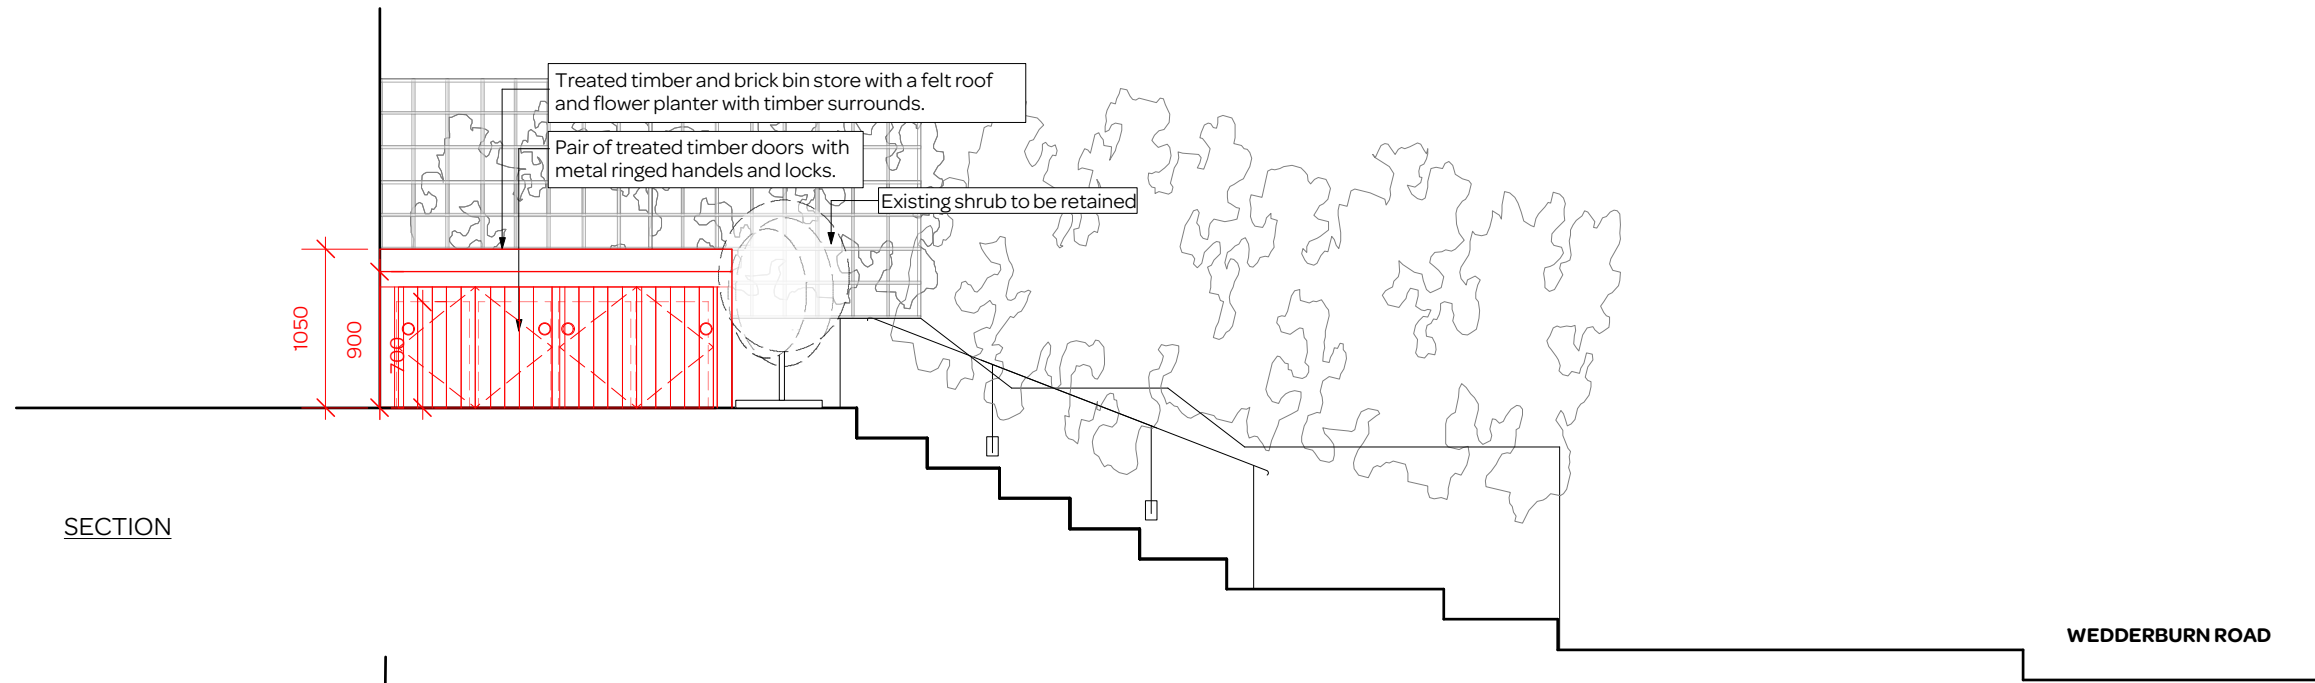 Treated timber and brick bin store with a felt roof
and flower planter with timber surrounds.
Pair of treated timber doors with
metal ringed handels and locks.
Existing shrub to be retained
1050
900
700
SECTION
WEDDERBURN ROAD